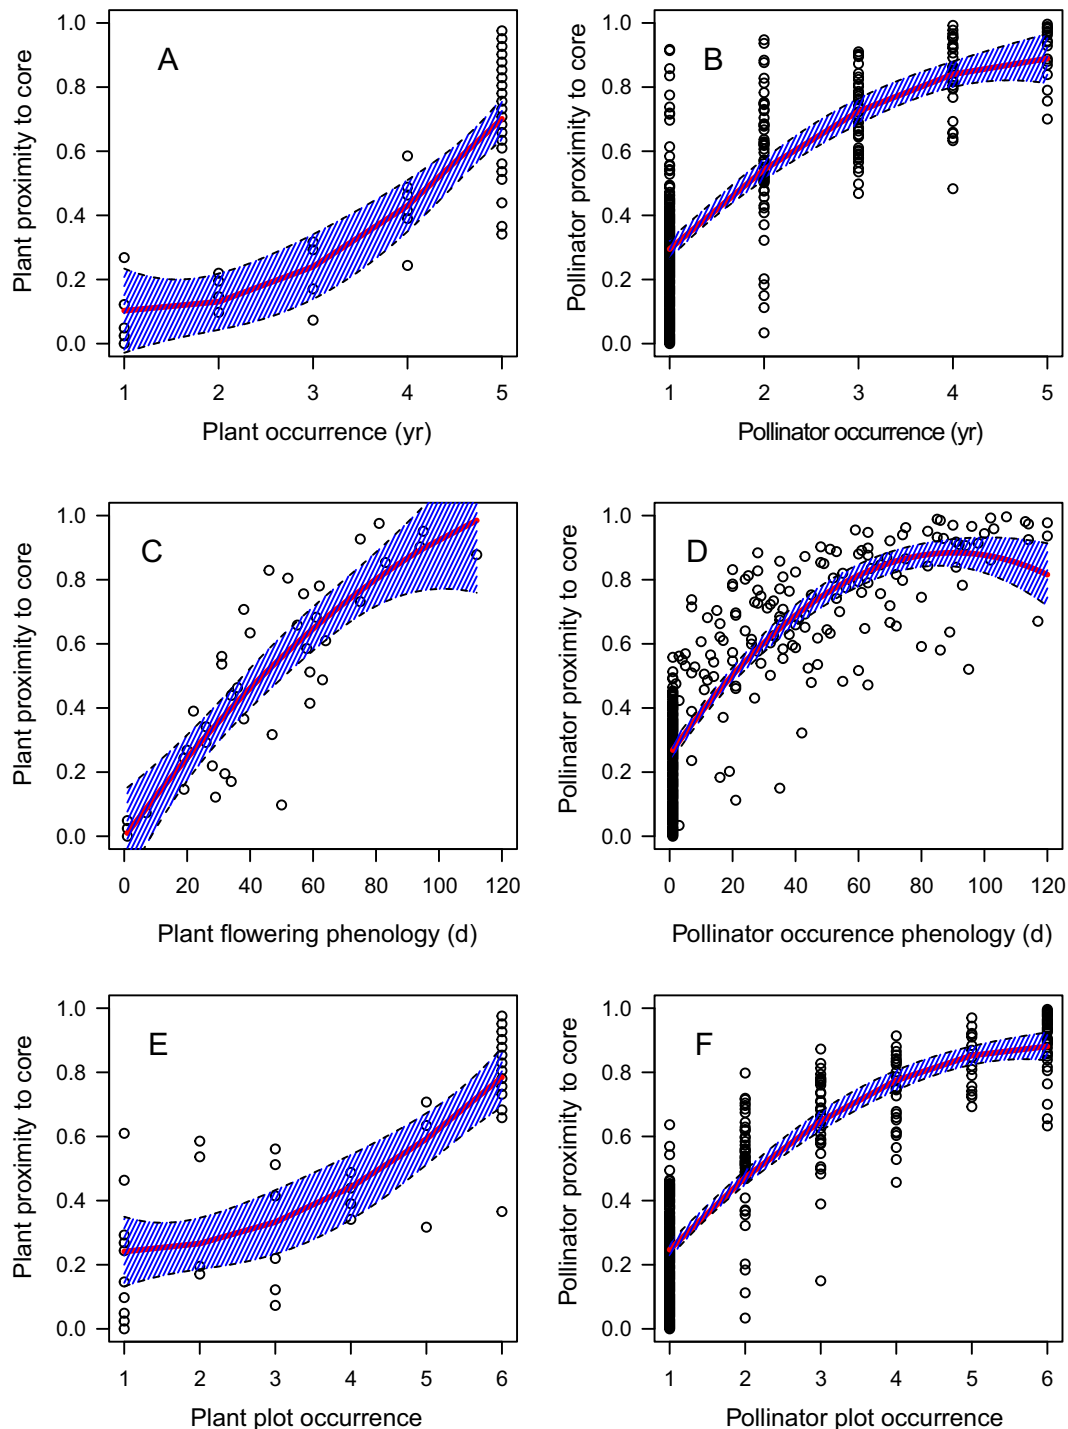 A
Plant proximity to core
1.0
0.8
0.6
0.4
0.2
0.0
1 2 3 4 5
Plant occurrence (yr)
B
Pollinator proximity to core
1.0
0.8
0.6
0.4
0.2
0.0
1 2 3 4 5
Pollinator occurrence (yr)
C
Plant proximity to core
1.0
0.8
0.6
0.4
0.2
0.0
0 20 40 60 80 100 120
Plant flowering phenology (d)
D
Pollinator proximity to core
1.0
0.8
0.6
0.4
0.2
0.0
0 20 40 60 80 100 120
Pollinator occurence phenology (d)
E
Plant proximity to core
1.0
0.8
0.6
0.4
0.2
0.0
1 2 3 4 5 6
Plant plot occurrence
F
Pollinator proximity to core
1.0
0.8
0.6
0.4
0.2
0.0
1 2 3 4 5 6
Pollinator plot occurrence